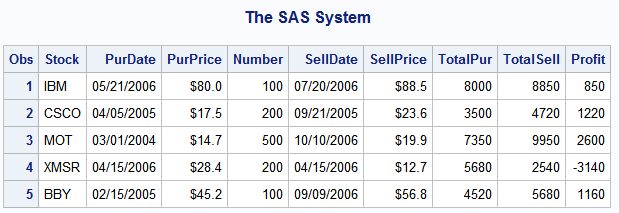 The SAS System
Obs Stock PurDate PurPrice Number SellDate SellPrice TotalPur TotalSell Profit
1 IBM 05/21/2006 $80.0 100 07/20/2006 $88.5 8000 8850 850
2 CSCO 04/05/2005 $17.5 200 09/21/2005 $23.6 3500 4720 1220
3 MOT 03/01/2004 $14.7 500 10/10/2006 $19.9 7350 9950 2600
4 XMSR 04/15/2006 $28.4 200 04/15/2006 $12.7 5680 2540 -3140
5 BBY 02/15/2005 $45.2 100 09/09/2006 $56.8 4520 5680 1160